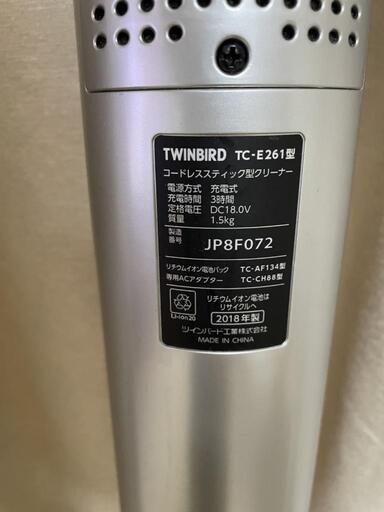 TWINBIRD TC-E261型
コードレススティック型クリーナー
電源方式 充電式
充電時間 3時間
定格電圧 DC18.0V
質量 1.5kg
製造番号 JP8F072
リチウムイオン電池パック TC-AF134型
専用ACアダプター TC-CH88型
リチウムイオン電池は
リサイクルへ
Li-ion20
2018年製
ツインバード工業株式会社
MADE IN CHINA